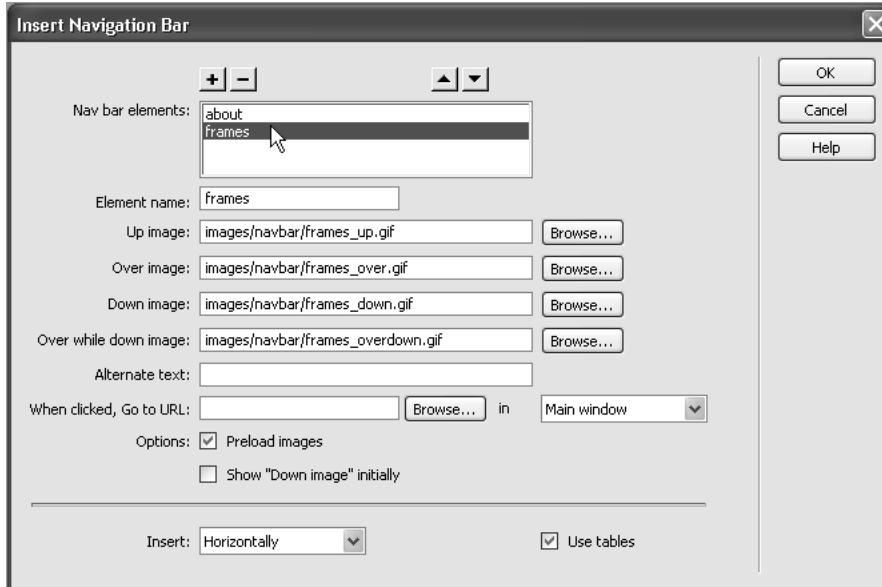 Insert Navigation Bar
OK
Nav bar elements: about
frames
Cancel
Help
Element name: frames
Up image: images/navbar/frames_up.gif Browse...
Over image: images/navbar/frames_over.gif Browse...
Down image: images/navbar/frames_down.gif Browse...
Over while down image: images/navbar/frames_overdown.gif Browse...
Alternate text:
When clicked, Go to URL: Browse... in Main window
Options: Preload images
Show "Down image" initially
Insert: Horizontally Use tables